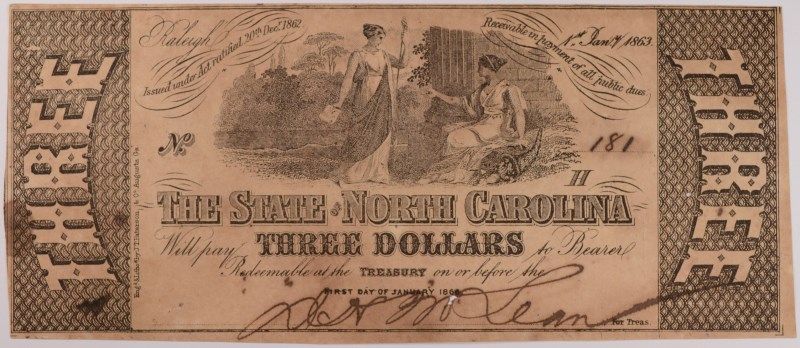 THREE
Raleigh
Issued under Act, ratified 20th Decr. 1862.
Receivable in payment of all public dues.
1st Jany. 1863.
No.
181
H
THE STATE OF NORTH CAROLINA
Will pay THREE DOLLARS to Bearer
Redeemable at the TREASURY on or before the
FIRST DAY OF JANUARY 186
McLean
for Treas.
THREE